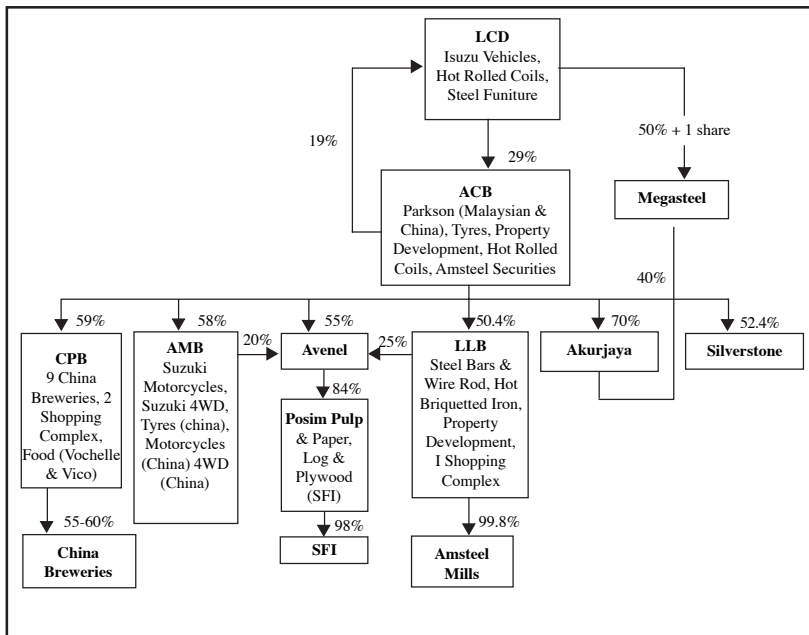 LCD
Isuzu Vehicles,
Hot Rolled Coils,
Steel Funiture
19%
50% + 1 share
29%
ACB
Parkson (Malaysian &
China), Tyres, Property
Development, Hot Rolled
Coils, Amsteel Securities
Megasteel
40%
59%
58%
55%
50.4%
70%
52.4%
CPB
9 China
Breweries, 2
Shopping
Complex,
Food (Vochelle
& Vico)
AMB
Suzuki
Motorcycles,
Suzuki 4WD,
Tyres (china),
Motorcycles
(China) 4WD
(China)
20%
Avenel
25%
LLB
Steel Bars &
Wire Rod, Hot
Briquetted Iron,
Property
Development,
I Shopping
Complex
Akurjaya
Silverstone
84%
Posim Pulp
& Paper,
Log &
Plywood
(SFI)
55-60%
98%
99.8%
China
Breweries
SFI
Amsteel
Mills